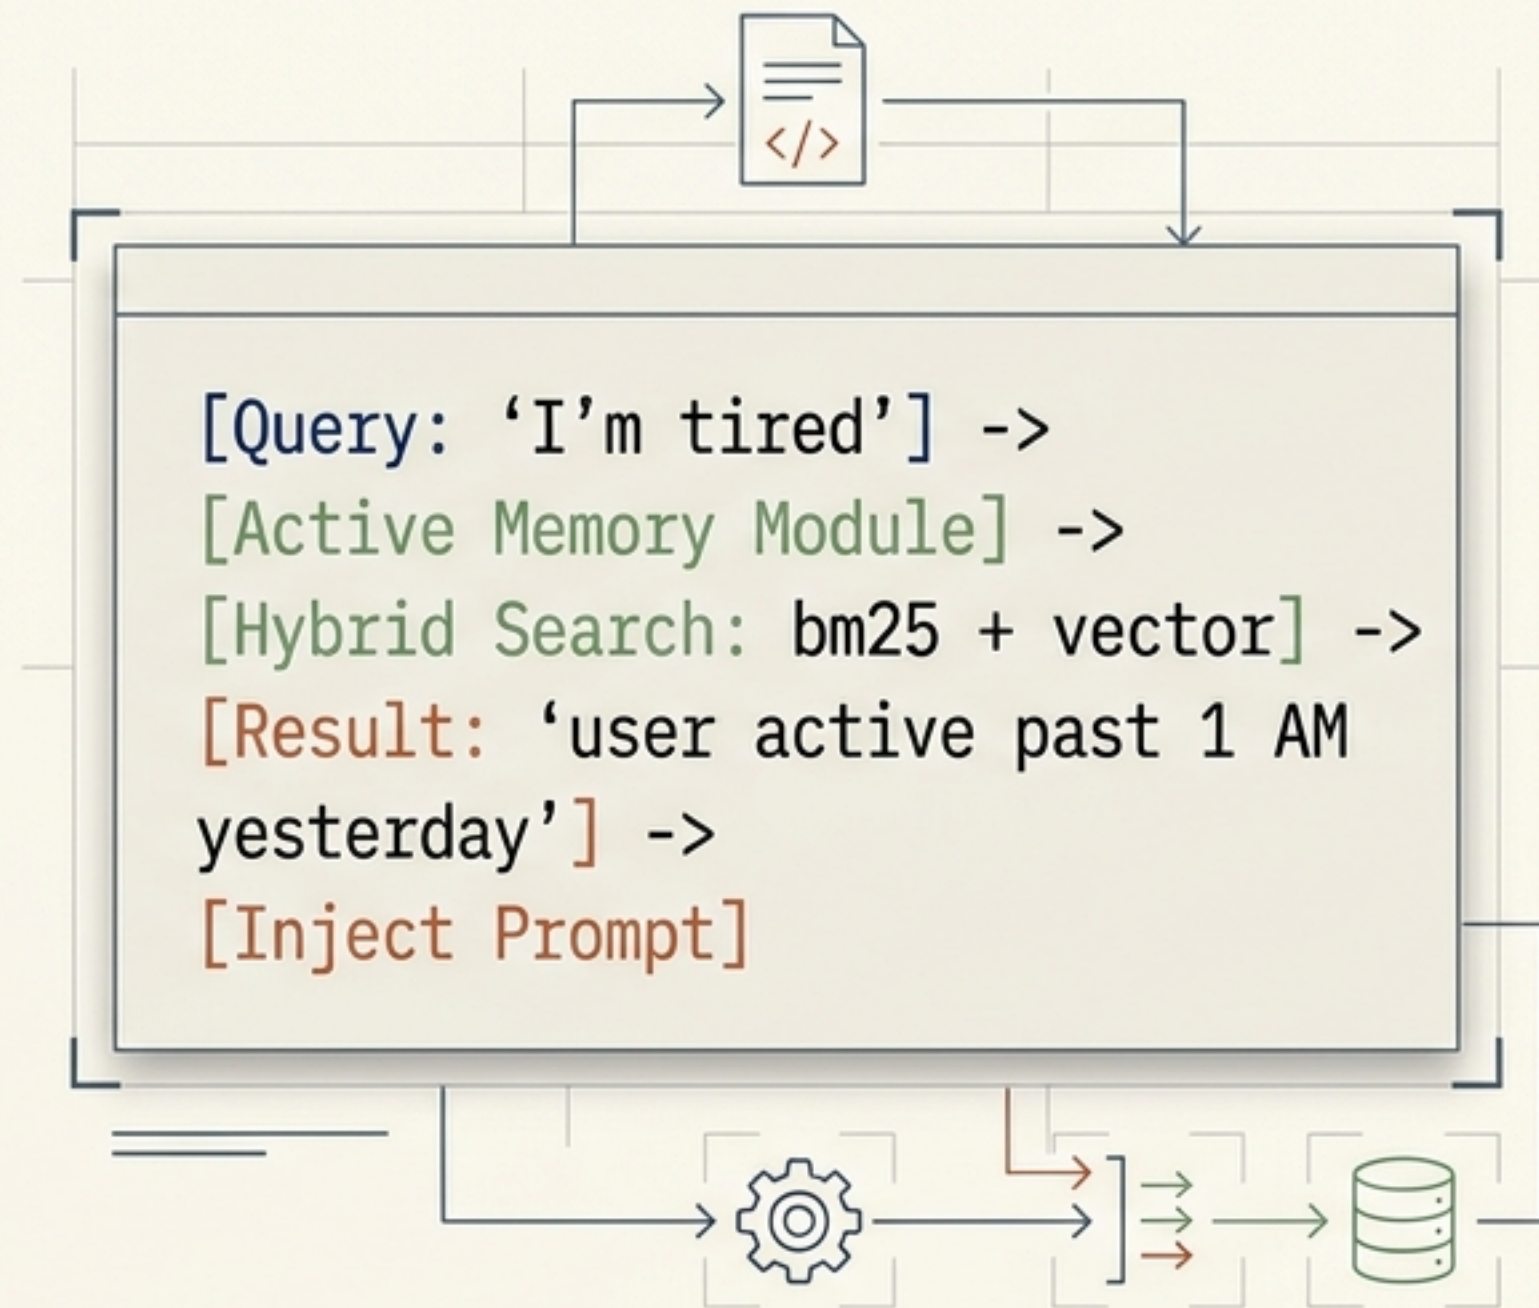 </>
[Query: ‘I’m tired’] ->
[Active Memory Module] ->
[Hybrid Search: bm25 + vector] ->
[Result: ‘user active past 1 AM
yesterday’] ->
[Inject Prompt]